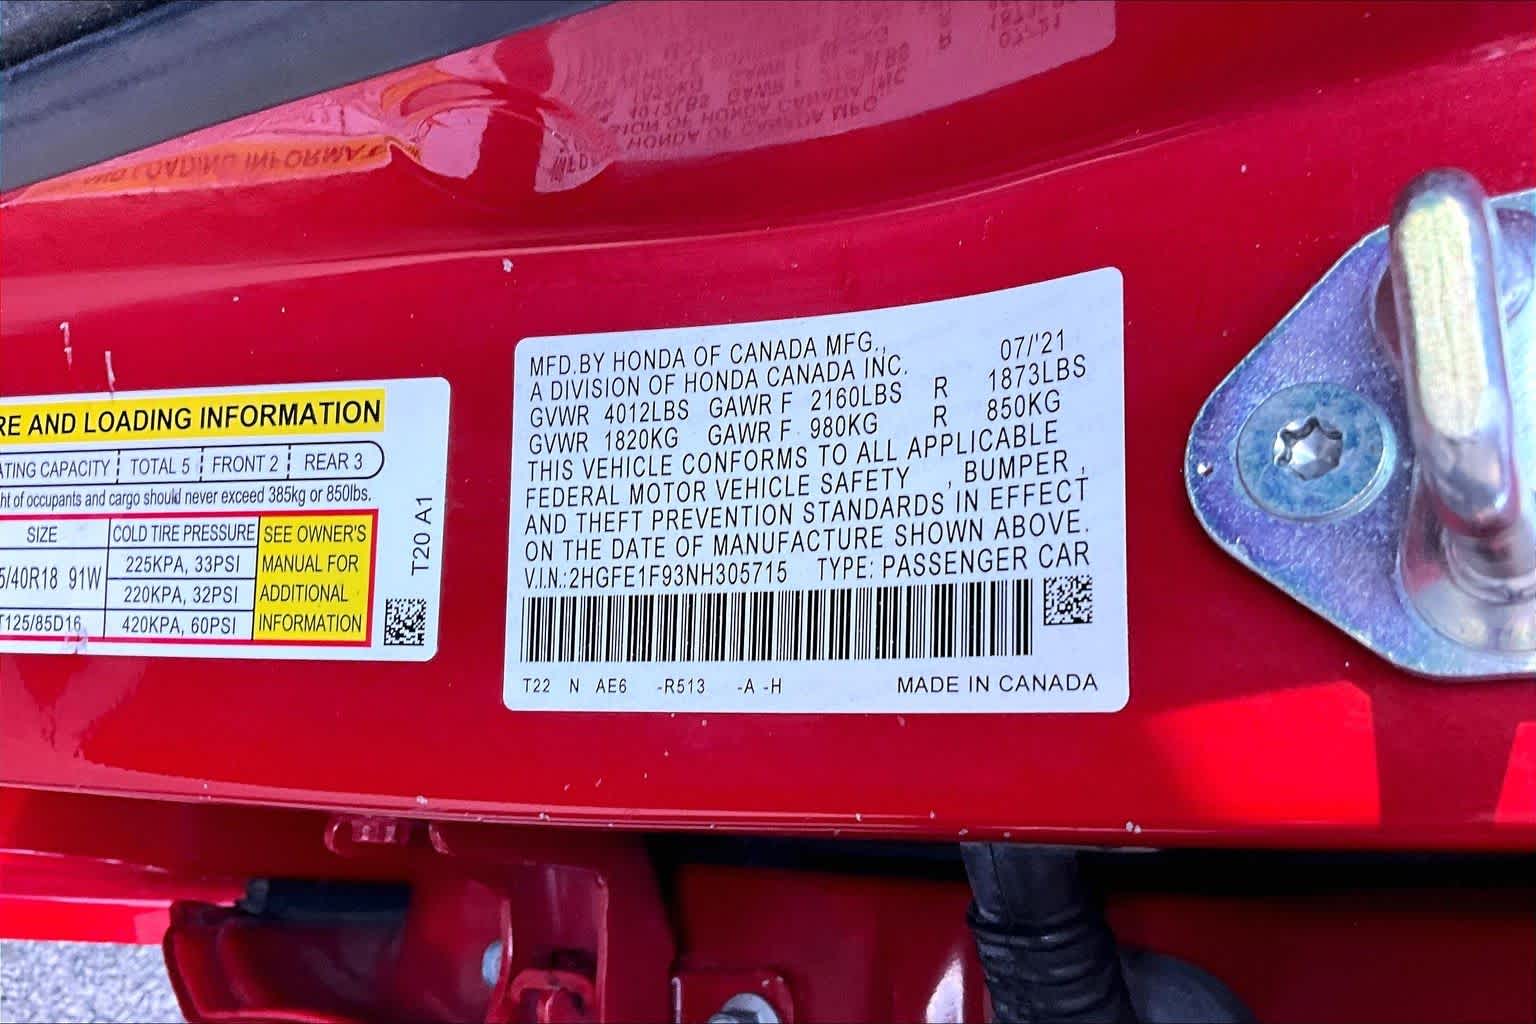 RE AND LOADING INFORMATION
ATING CAPACITY TOTAL 5 FRONT 2 REAR 3
ht of occupants and cargo should never exceed 385kg or 850lbs.
SIZE COLD TIRE PRESSURE SEE OWNER'S
MANUAL FOR
ADDITIONAL
INFORMATION
5/40R18 91W 225KPA, 33PSI
220KPA, 32PSI
T125/85D16 420KPA, 60PSI
T20 A1
MFD.BY HONDA OF CANADA MFG., 07/'21
A DIVISION OF HONDA CANADA INC.
GVWR 4012LBS GAWR F 2160LBS R 1873LBS
GVWR 1820KG GAWR F 980KG R 850KG
THIS VEHICLE CONFORMS TO ALL APPLICABLE
FEDERAL MOTOR VEHICLE SAFETY , BUMPER ,
AND THEFT PREVENTION STANDARDS IN EFFECT
ON THE DATE OF MANUFACTURE SHOWN ABOVE.
V.I.N.:2HGFE1F93NH305715 TYPE: PASSENGER CAR
T22 N AE6 -R513 -A -H MADE IN CANADA